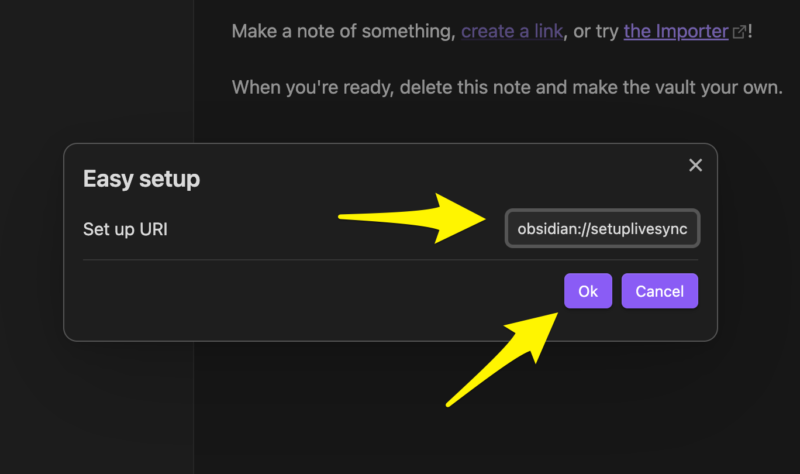 Make a note of something, create a link, or try the Importer!
When you're ready, delete this note and make the vault your own.
Easy setup
Set up URI
obsidian://setuplivesync
Ok
Cancel